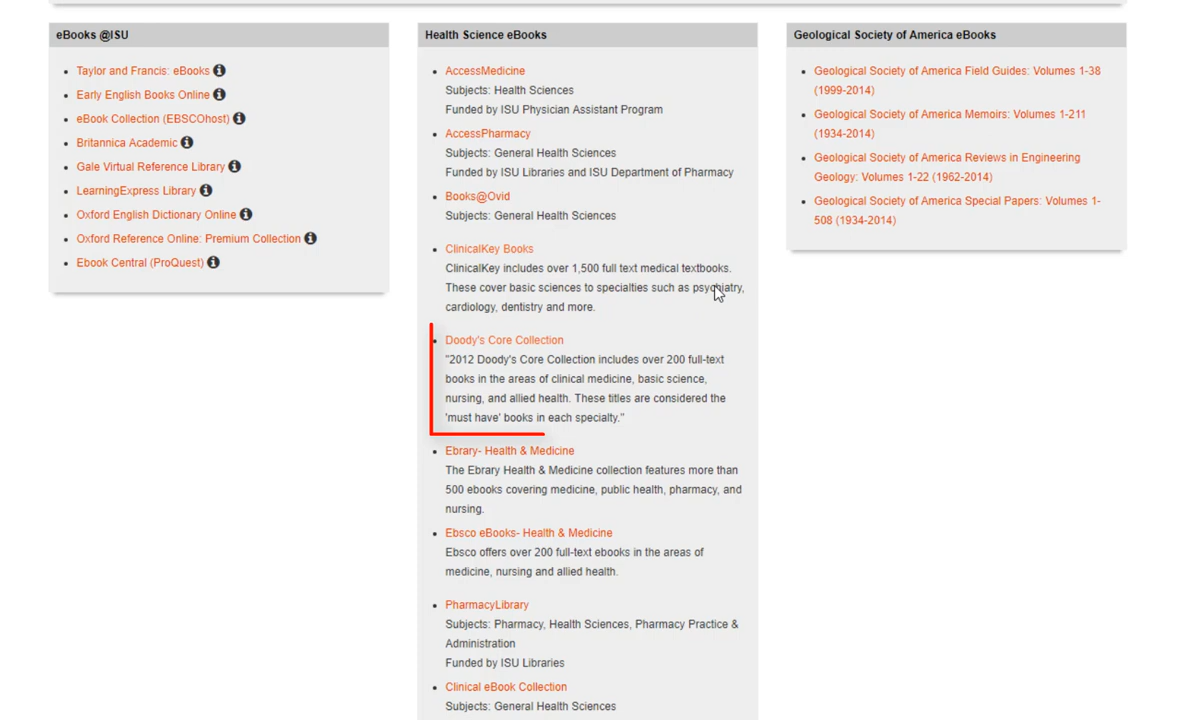 eBooks @ISU
Taylor and Francis: eBooks
Early English Books Online
eBook Collection (EBSCOhost)
Britannica Academic
Gale Virtual Reference Library
LearningExpress Library
Oxford English Dictionary Online
Oxford Reference Online: Premium Collection
Ebook Central (ProQuest)
Health Science eBooks
AccessMedicine
Subjects: Health Sciences
Funded by ISU Physician Assistant Program
AccessPharmacy
Subjects: General Health Sciences
Funded by ISU Libraries and ISU Department of Pharmacy
Books@Ovid
Subjects: General Health Sciences
ClinicalKey Books
ClinicalKey includes over 1,500 full text medical textbooks.
These cover basic sciences to specialties such as psychiatry,
cardiology, dentistry and more.
Doody's Core Collection
"2012 Doody's Core Collection includes over 200 full-text
books in the areas of clinical medicine, basic science,
nursing, and allied health. These titles are considered the
'must have' books in each specialty."
Ebrary- Health & Medicine
The Ebrary Health & Medicine collection features more than
500 ebooks covering medicine, public health, pharmacy, and
nursing.
Ebsco eBooks- Health & Medicine
Ebsco offers over 200 full-text ebooks in the areas of
medicine, nursing and allied health.
PharmacyLibrary
Subjects: Pharmacy, Health Sciences, Pharmacy Practice &
Administration
Funded by ISU Libraries
Clinical eBook Collection
Subjects: General Health Sciences
Geological Society of America eBooks
Geological Society of America Field Guides: Volumes 1-38
(1999-2014)
Geological Society of America Memoirs: Volumes 1-211
(1934-2014)
Geological Society of America Reviews in Engineering
Geology: Volumes 1-22 (1962-2014)
Geological Society of America Special Papers: Volumes 1-
508 (1934-2014)